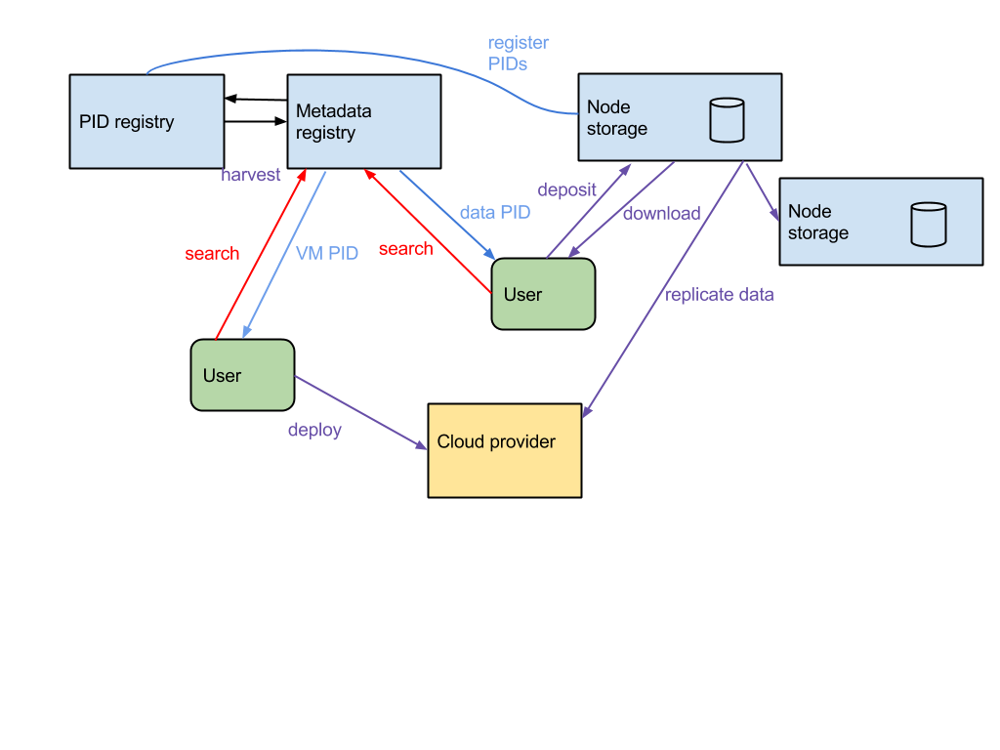 register
PIDs
PID registry
Metadata
registry
Node
storage
harvest
deposit
data PID
download
Node
storage
search
VM PID
search
User
replicate data
User
deploy
Cloud provider